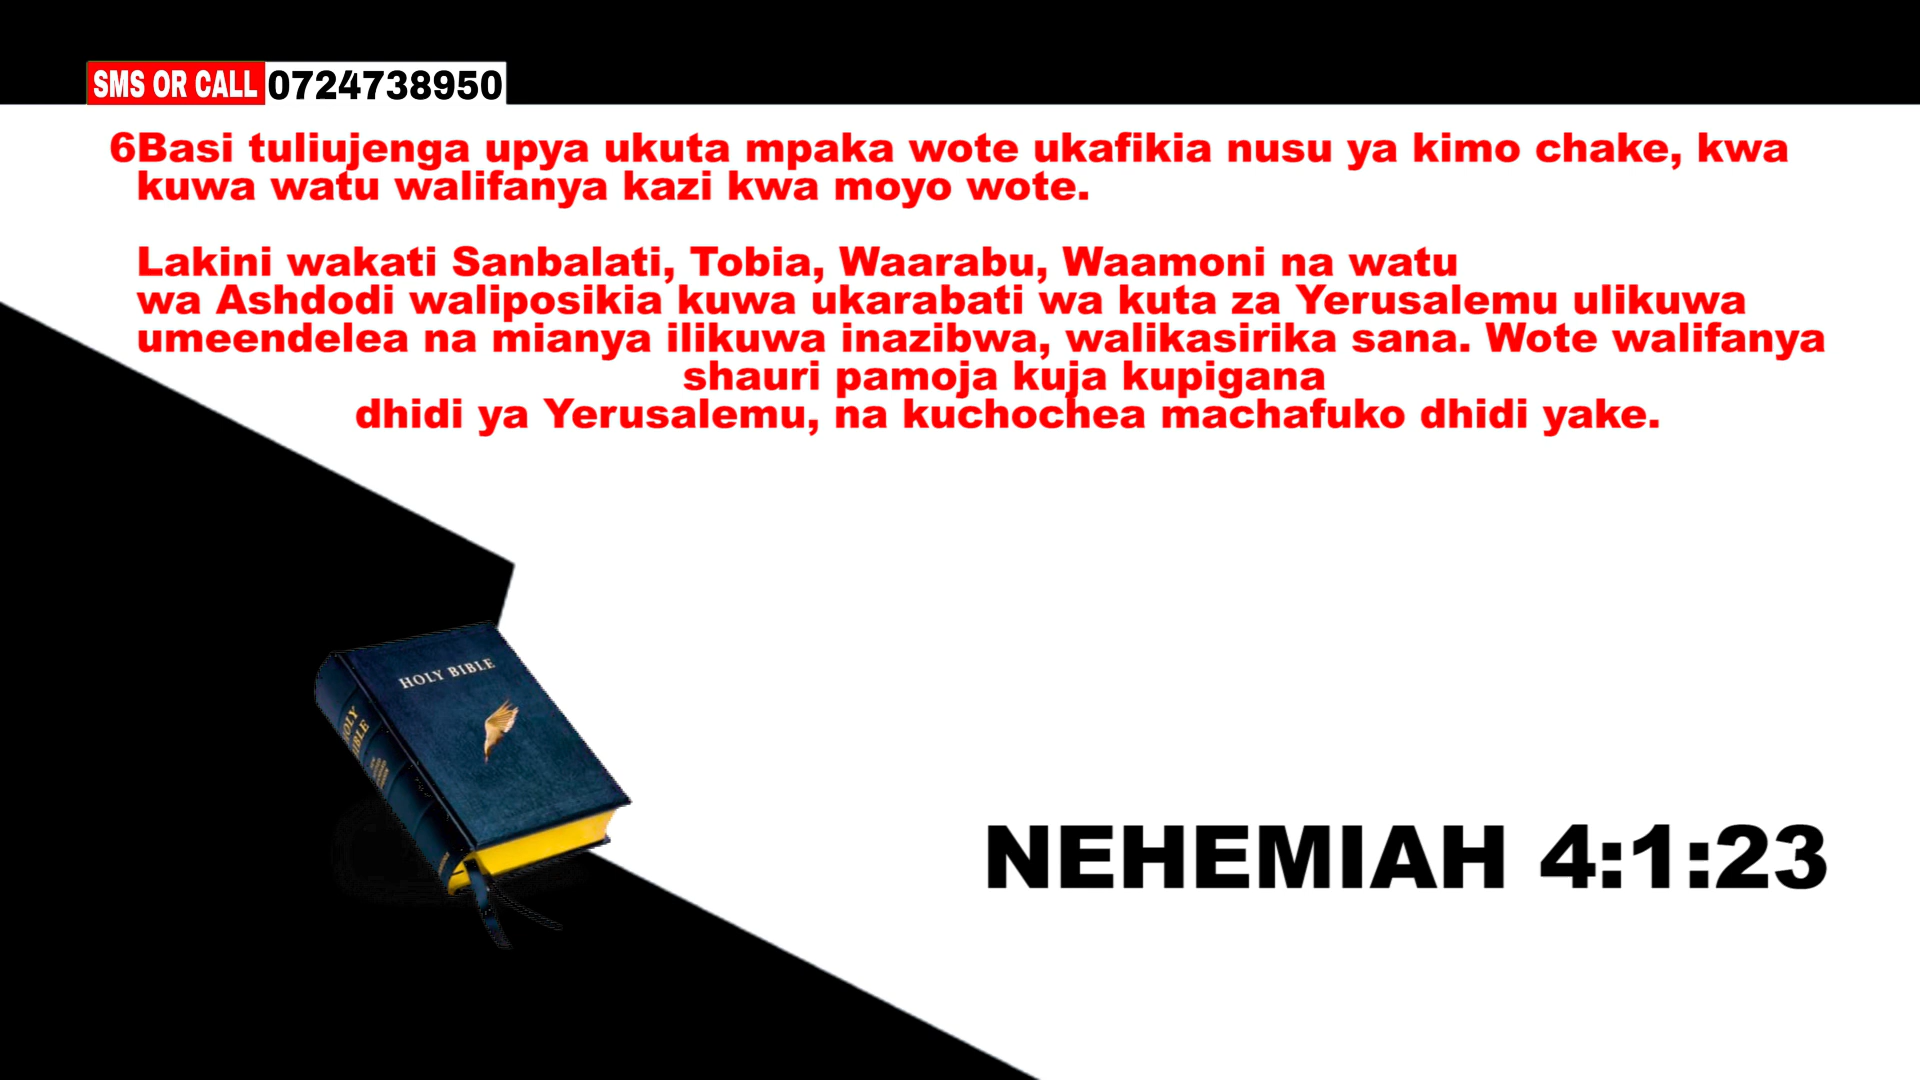 SMS OR CALL 0724738950
6Basi tuliujenga upya ukuta mpaka wote ukafikia nusu ya kimo chake, kwa
kuwa watu walifanya kazi kwa moyo wote.
Lakini wakati Sanbalati, Tobia, Waarabu, Waamoni na watu
wa Ashdodi waliposikia kuwa ukarabati wa kuta za Yerusalemu ulikuwa
umeendelea na mianya ilikuwa inazibwa, walikasirika sana. Wote walifanya
shauri pamoja kuja kupigana
dhidi ya Yerusalemu, na kuchochea machafuko dhidi yake.
HOLY BIBLE
HOLY
BIBLE
NEHEMIAH 4:1:23